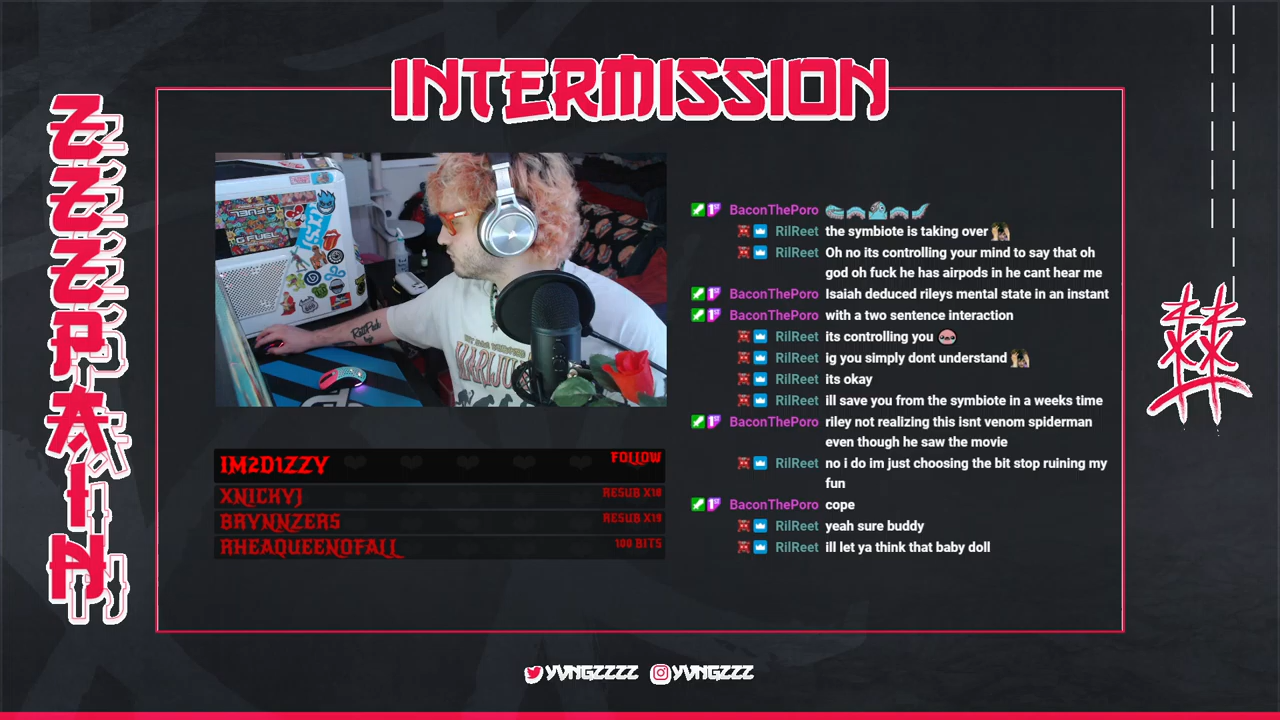 INTERMISSION
ZZZZPAIN
G FUEL
BaconThePoro
RilReet the symbiote is taking over
RilReet Oh no its controlling your mind to say that oh
god oh fuck he has airpods in he cant hear me
BaconThePoro Isaiah deduced rileys mental state in an instant
BaconThePoro with a two sentence interaction
RilReet its controlling you
RilReet ig you simply dont understand
RilReet its okay
RilReet ill save you from the symbiote in a weeks time
BaconThePoro riley not realizing this isnt venom spiderman
even though he saw the movie
RilReet no i do im just choosing the bit stop ruining my
fun
BaconThePoro cope
RilReet yeah sure buddy
RilReet ill let ya think that baby doll
IM2D1ZZY FOLLOW
XNICKYJ RESUB X18
BRYNNZERS RESUB X19
RHEAQUEENOFALL 100 BITS
YVNGZZZZ YVNGZZZ